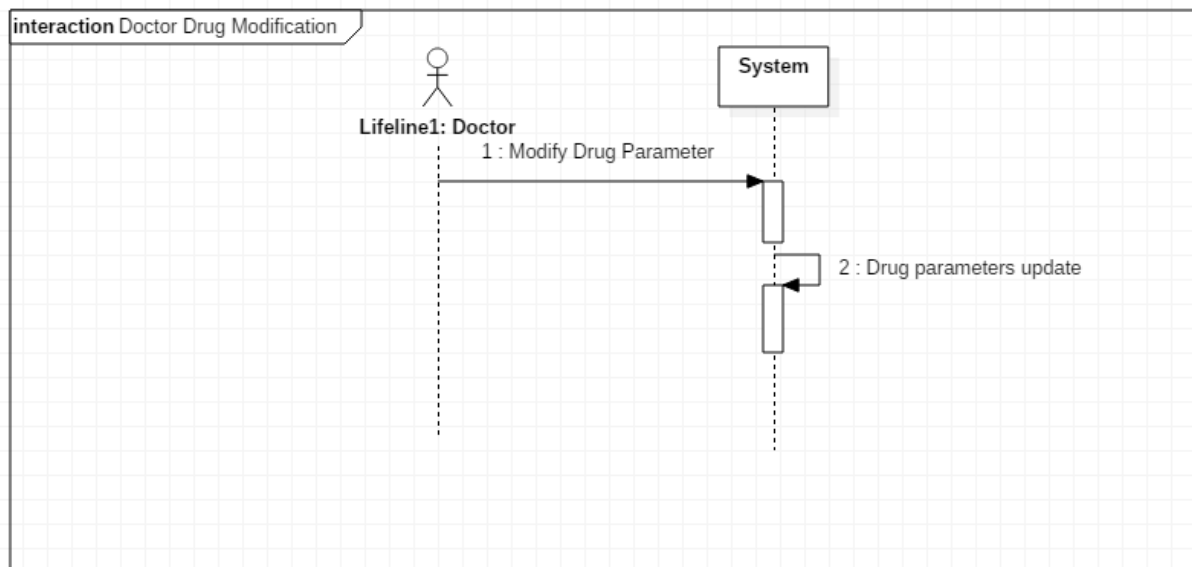 interaction Doctor Drug Modification
System
Lifeline1: Doctor
1 : Modify Drug Parameter
2 : Drug parameters update